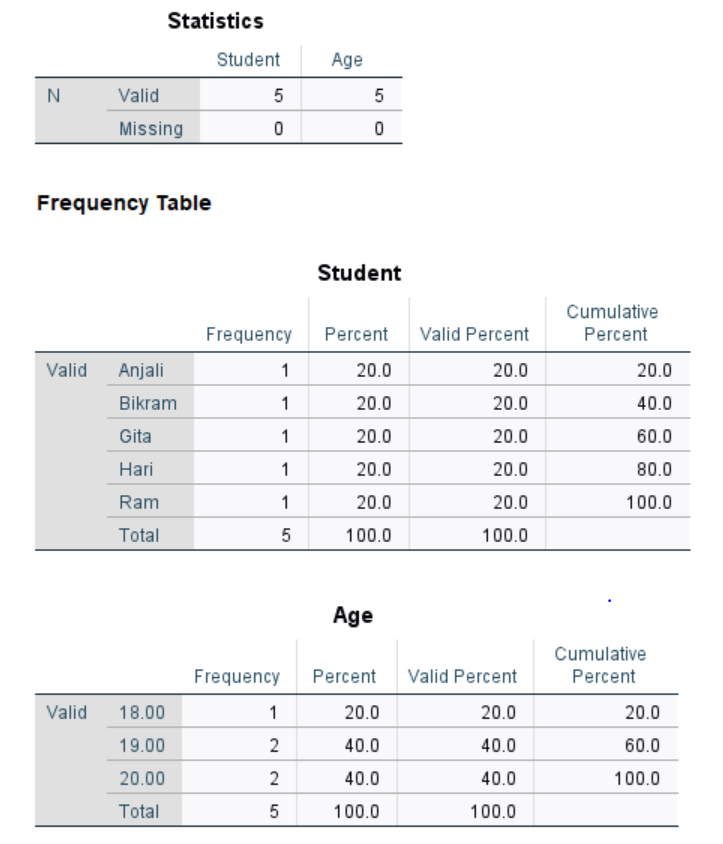 Statistics
Student Age
N Valid 5 5
Missing 0 0
Frequency Table
Student
Frequency Percent Valid Percent Cumulative Percent
Valid Anjali 1 20.0 20.0 20.0
Bikram 1 20.0 20.0 40.0
Gita 1 20.0 20.0 60.0
Hari 1 20.0 20.0 80.0
Ram 1 20.0 20.0 100.0
Total 5 100.0 100.0
Age
Frequency Percent Valid Percent Cumulative Percent
Valid 18.00 1 20.0 20.0 20.0
19.00 2 40.0 40.0 60.0
20.00 2 40.0 40.0 100.0
Total 5 100.0 100.0